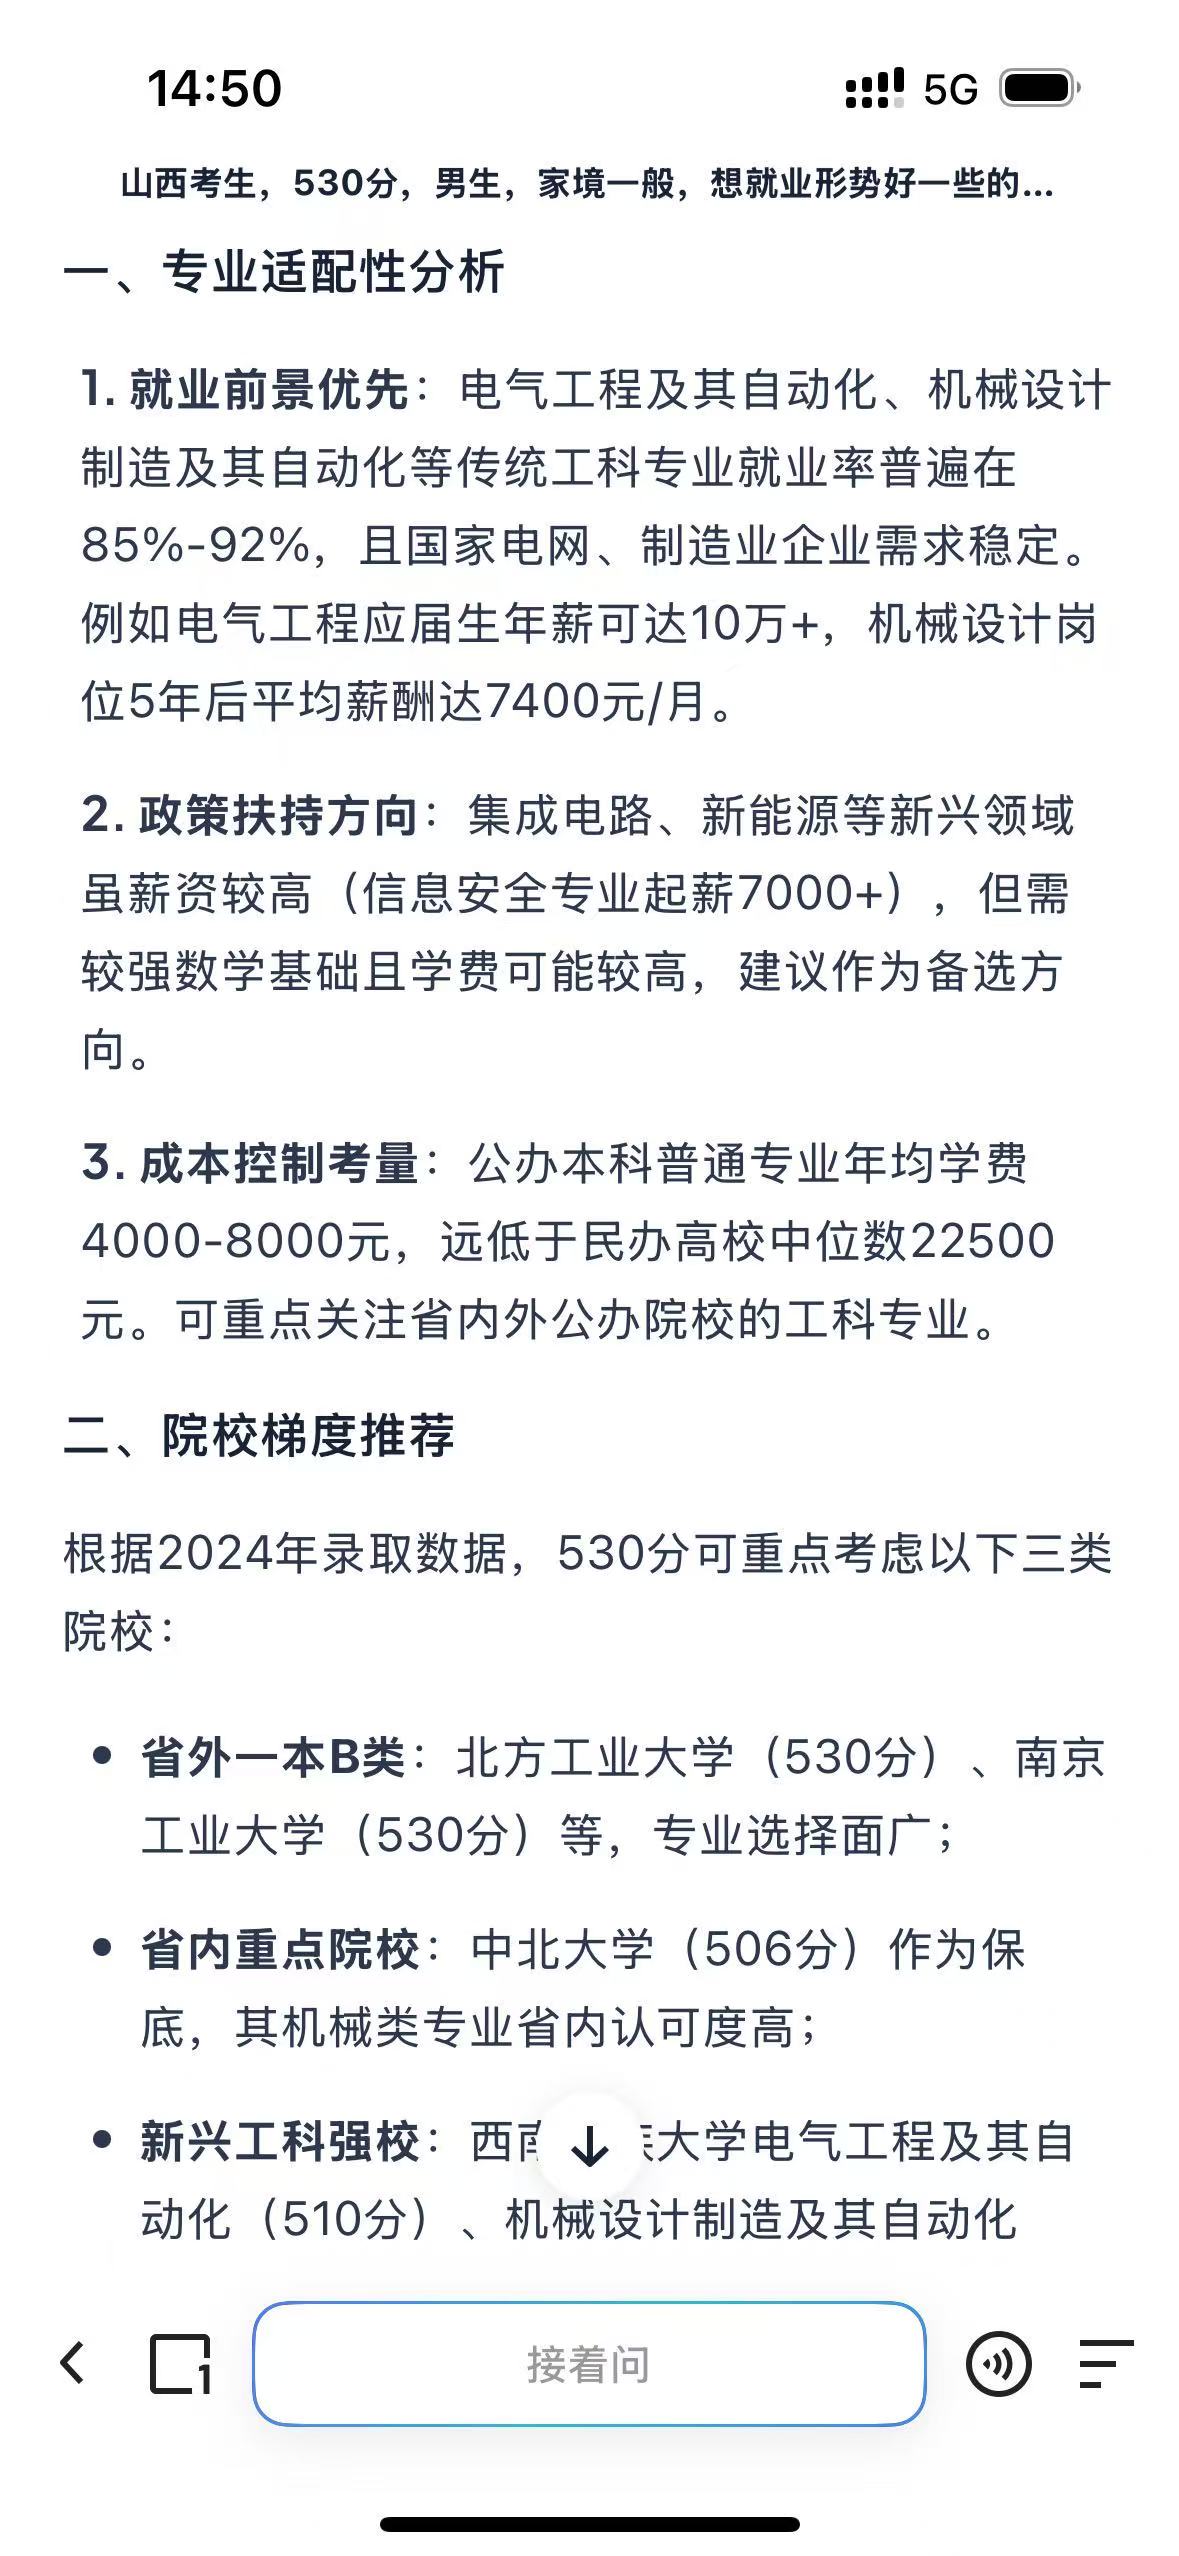 14:50
5G
山西考生，530分，男生，家境一般，想就业形势好一些的...
一、专业适配性分析
1. 就业前景优先：电气工程及其自动化、机械设计
制造及其自动化等传统工科专业就业率普遍在
85%-92%，且国家电网、制造业企业需求稳定。
例如电气工程应届生年薪可达10万+，机械设计岗
位5年后平均薪酬达7400元/月。
2. 政策扶持方向：集成电路、新能源等新兴领域
虽薪资较高（信息安全专业起薪7000+），但需
较强数学基础且学费可能较高，建议作为备选方
向。
3. 成本控制考量：公办本科普通专业年均学费
4000-8000元，远低于民办高校中位数22500
元。可重点关注省内外公办院校的工科专业。
二、院校梯度推荐
根据2024年录取数据，530分可重点考虑以下三类
院校：
省外一本B类：北方工业大学（530分）、南京
工业大学（530分）等，专业选择面广；
省内重点院校：中北大学（506分）作为保
底，其机械类专业省内认可度高；
新兴工科强校：西大学电气工程及其自
动化（510分）、机械设计制造及其自动化
1
接着问